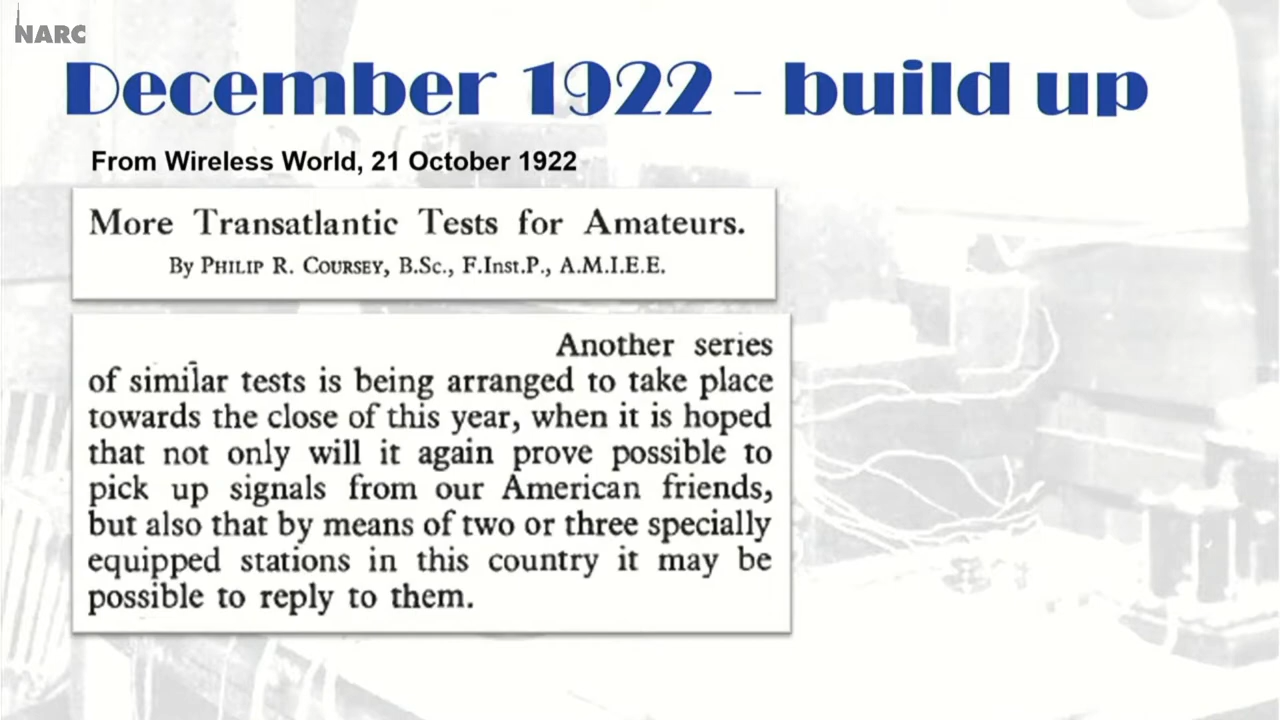 NARC
December 1922 - build up
From Wireless World, 21 October 1922
More Transatlantic Tests for Amateurs.
By PHILIP R. COURSEY, B.Sc., F.Inst.P., A.M.I.E.E.
Another series
of similar tests is being arranged to take place
towards the close of this year, when it is hoped
that not only will it again prove possible to
pick up signals from our American friends,
but also that by means of two or three specially
equipped stations in this country it may be
possible to reply to them.